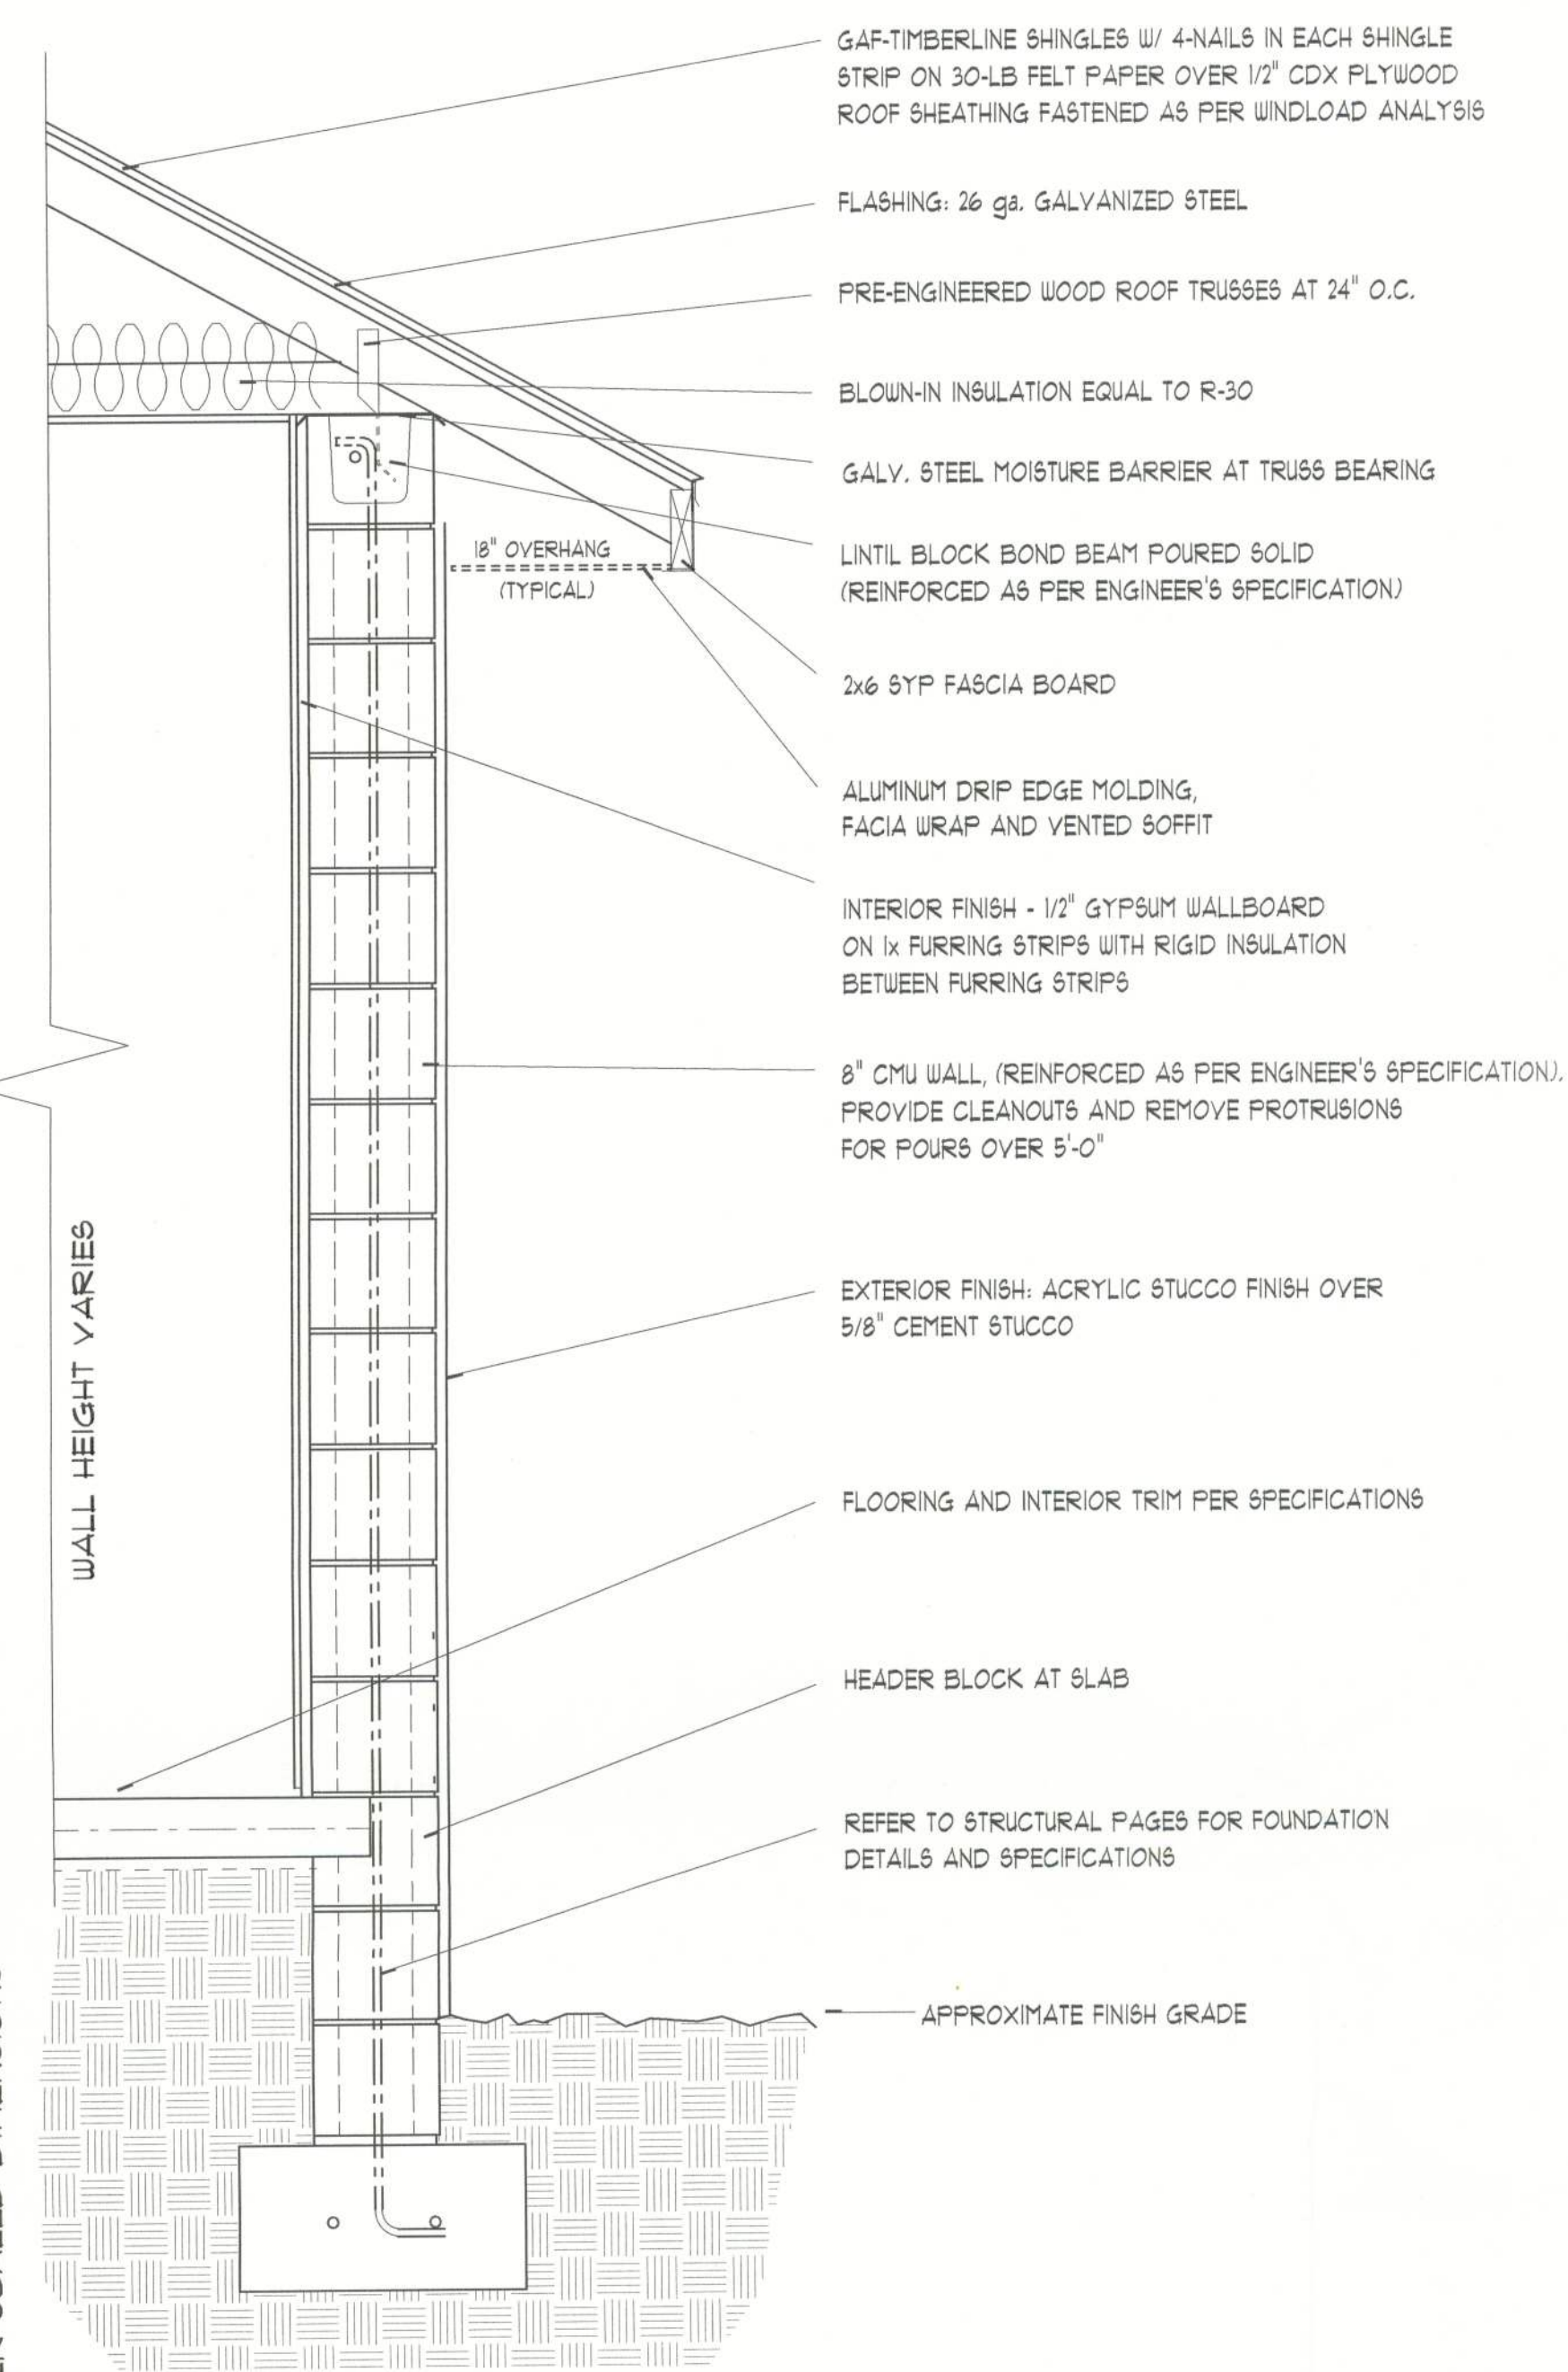 GAF-TIMBERLINE SHINGLES W/ 4-NAILS IN EACH SHINGLE
STRIP ON 30-LB FELT PAPER OVER 1/2" CDX PLYWOOD
ROOF SHEATHING FASTENED AS PER WINDLOAD ANALYSIS
FLASHING: 26 ga. GALVANIZED STEEL
PRE-ENGINEERED WOOD ROOF TRUSSES AT 24" O.C.
BLOWN-IN INSULATION EQUAL TO R-30
GALV. STEEL MOISTURE BARRIER AT TRUSS BEARING
LINTIL BLOCK BOND BEAM POURED SOLID
(REINFORCED AS PER ENGINEER'S SPECIFICATION)
18" OVERHANG
(TYPICAL)
2x6 SYP FASCIA BOARD
ALUMINUM DRIP EDGE MOLDING,
FACIA WRAP AND VENTED SOFFIT
INTERIOR FINISH - 1/2" GYPSUM WALLBOARD
ON 1x FURRING STRIPS WITH RIGID INSULATION
BETWEEN FURRING STRIPS
8" CMU WALL, (REINFORCED AS PER ENGINEER'S SPECIFICATION).
PROVIDE CLEANOUTS AND REMOVE PROTRUSIONS
FOR POURS OVER 5'-0"
WALL HEIGHT VARIES
EXTERIOR FINISH: ACRYLIC STUCCO FINISH OVER
5/8" CEMENT STUCCO
FLOORING AND INTERIOR TRIM PER SPECIFICATIONS
HEADER BLOCK AT SLAB
REFER TO STRUCTURAL PAGES FOR FOUNDATION
DETAILS AND SPECIFICATIONS
APPROXIMATE FINISH GRADE